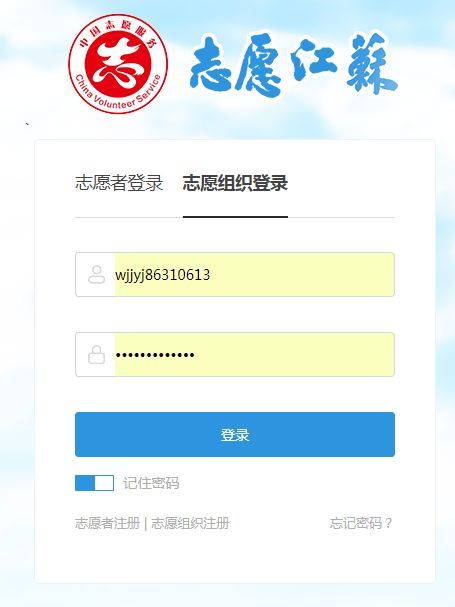 中国志愿服务
China Volunteer Service
志愿江蘇
`
志愿者登录 志愿组织登录
wjjyj86310613
•••••••••••••
登录
记住密码
志愿者注册 | 志愿组织注册 忘记密码？